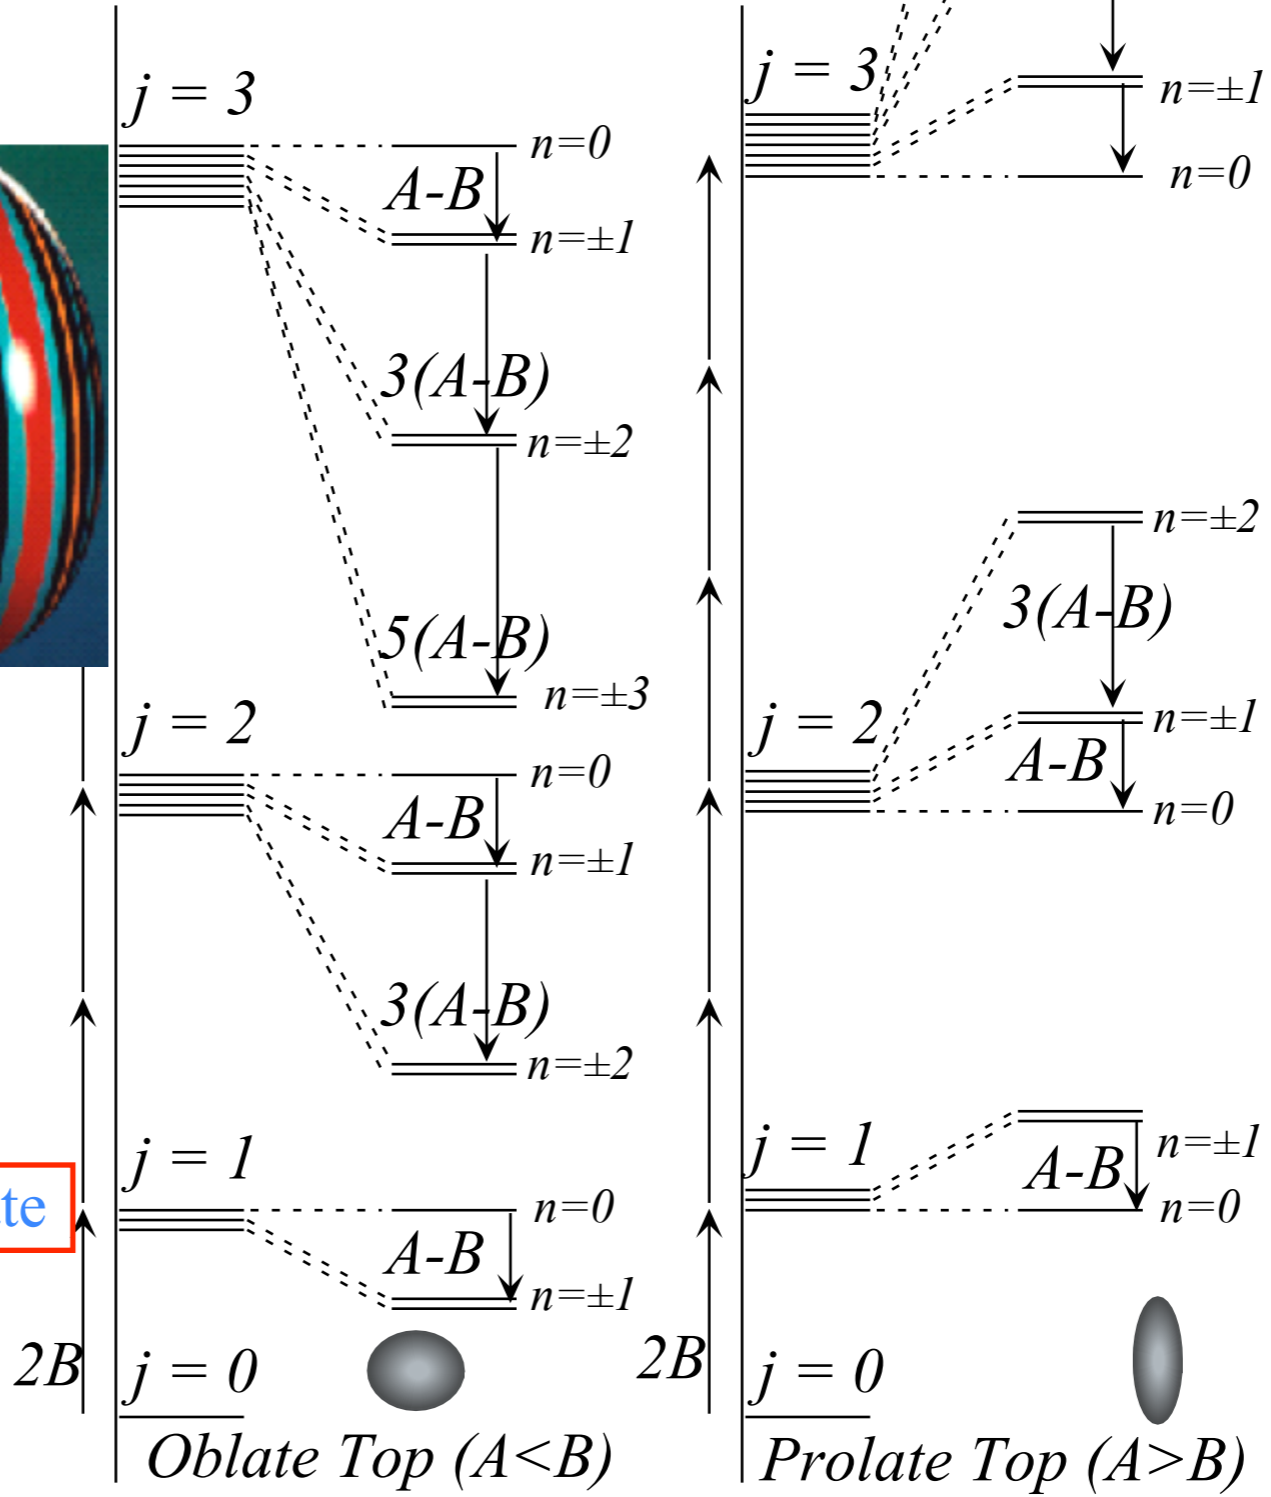 j = 3
n=0
A-B
n=±1
3(A-B)
n=±2
5(A-B)
n=±3
j = 2
n=0
A-B
n=±1
3(A-B)
n=±2
j = 1
te
n=0
A-B
n=±1
2B
j = 0
Oblate Top (A<B)
j = 3
n=±1
n=0
n=±2
3(A-B)
j = 2
n=±1
A-B
n=0
j = 1
n=±1
A-B
n=0
2B
j = 0
Prolate Top (A>B)